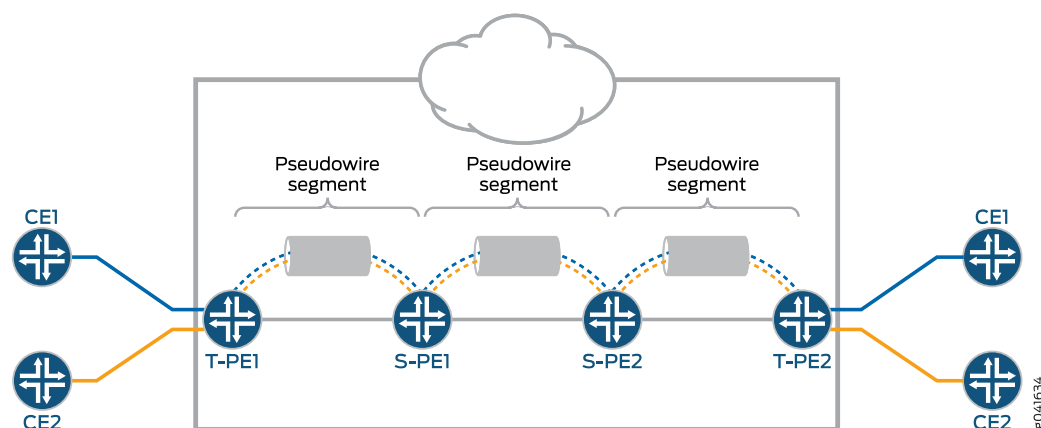 Pseudowire
segment
Pseudowire
segment
Pseudowire
segment
CE1
CE1
T-PE1
S-PE1
S-PE2
T-PE2
CE2
CE2
g041634